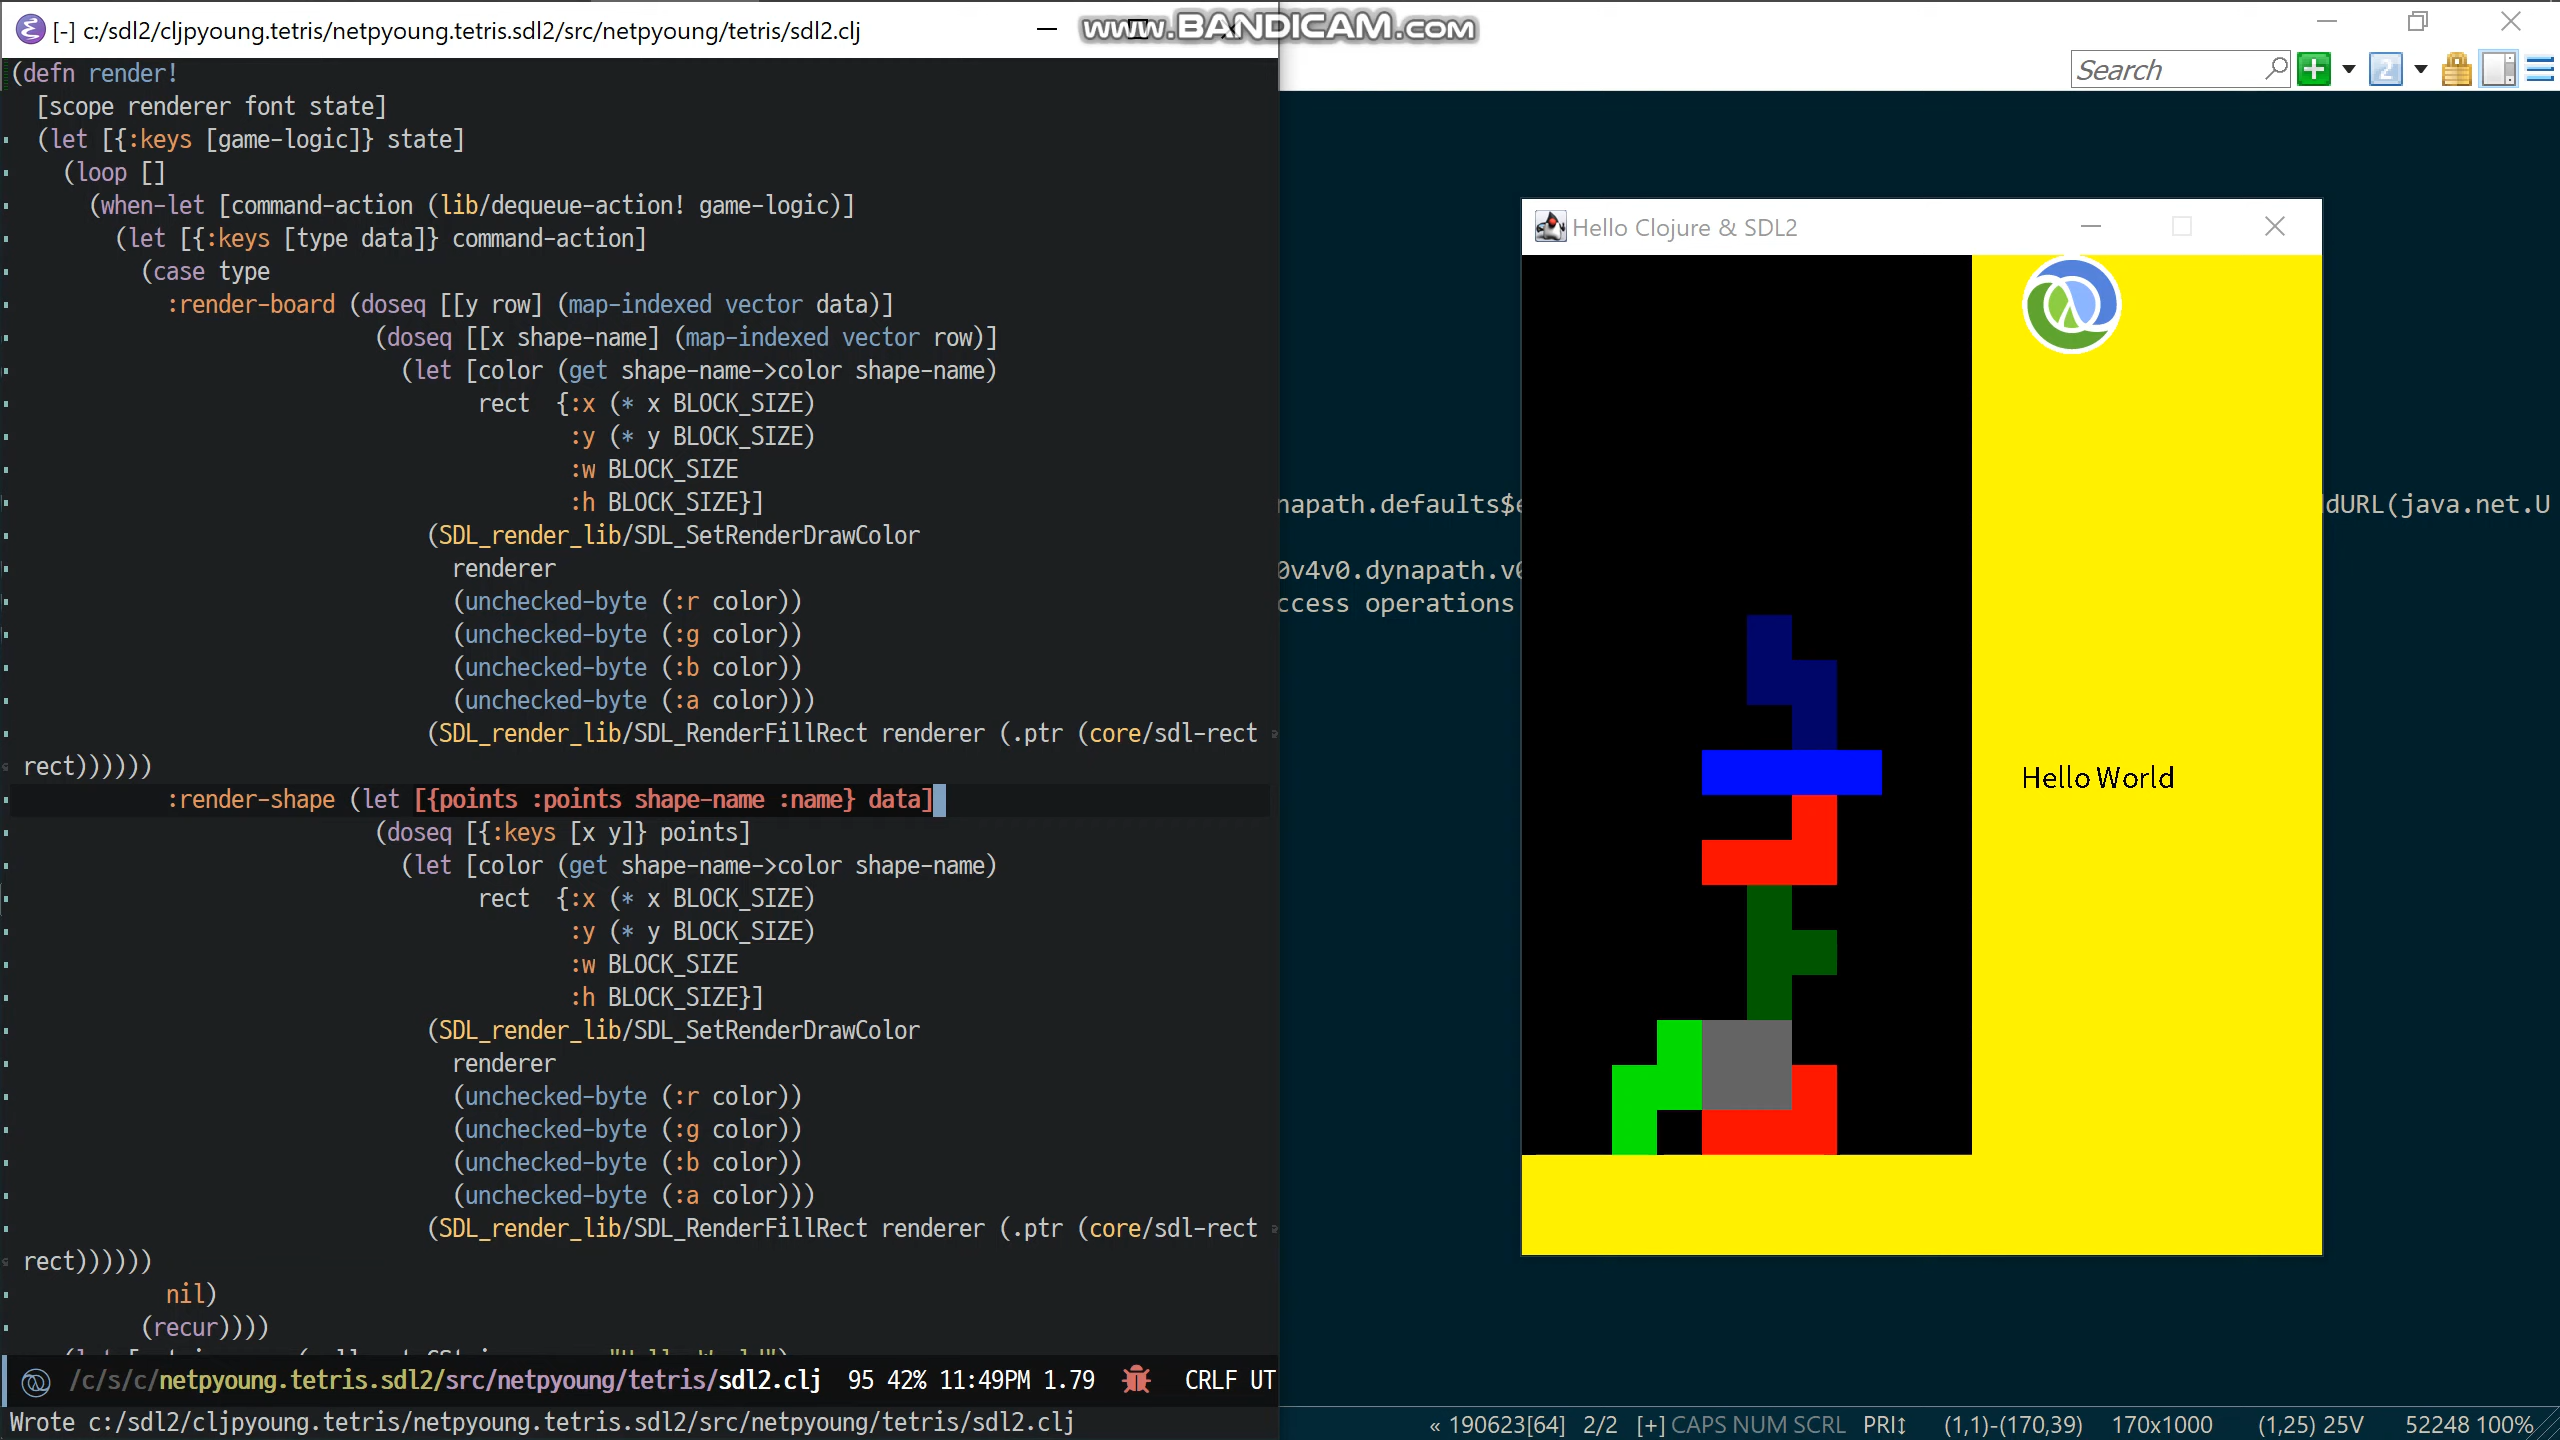 [-] c:/sdl2/cljpyoung.tetris/netpyoung.tetris.sdl2/src/netpyoung/tetris/sdl2.clj
www.BANDICAM.com
Search
2
(defn render!
[scope renderer font state]
(let [{:keys [game-logic]} state]
(loop []
(when-let [command-action (lib/dequeue-action! game-logic)]
(let [{:keys [type data]} command-action]
(case type
:render-board (doseq [[y row] (map-indexed vector data)]
(doseq [[x shape-name] (map-indexed vector row)]
(let [color (get shape-name->color shape-name)
rect {:x (* x BLOCK_SIZE)
:y (* y BLOCK_SIZE)
:w BLOCK_SIZE
:h BLOCK_SIZE}]
(SDL_render_lib/SDL_SetRenderDrawColor
renderer
(unchecked-byte (:r color))
(unchecked-byte (:g color))
(unchecked-byte (:b color))
(unchecked-byte (:a color)))
(SDL_render_lib/SDL_RenderFillRect renderer (.ptr (core/sdl-rect
rect))))))
:render-shape (let [{points :points shape-name :name} data]
(doseq [{:keys [x y]} points]
(let [color (get shape-name->color shape-name)
rect {:x (* x BLOCK_SIZE)
:y (* y BLOCK_SIZE)
:w BLOCK_SIZE
:h BLOCK_SIZE}]
(SDL_render_lib/SDL_SetRenderDrawColor
renderer
(unchecked-byte (:r color))
(unchecked-byte (:g color))
(unchecked-byte (:b color))
(unchecked-byte (:a color)))
(SDL_render_lib/SDL_RenderFillRect renderer (.ptr (core/sdl-rect
rect))))))
nil)
(recur))))
/c/s/c/netpyoung.tetris.sdl2/src/netpyoung/tetris/sdl2.clj 95 42% 11:49PM 1.79 CRLF UT
Wrote c:/sdl2/cljpyoung.tetris/netpyoung.tetris.sdl2/src/netpyoung/tetris/sdl2.clj
Hello Clojure & SDL2
Hello World
napath.defaults$
dURL(java.net.U
0v4v0.dynapath.v
ccess operations
« 190623[64] 2/2 [+] CAPS NUM SCRL PRI↕ (1,1)-(170,39) 170x1000 (1,25) 25V 52248 100%